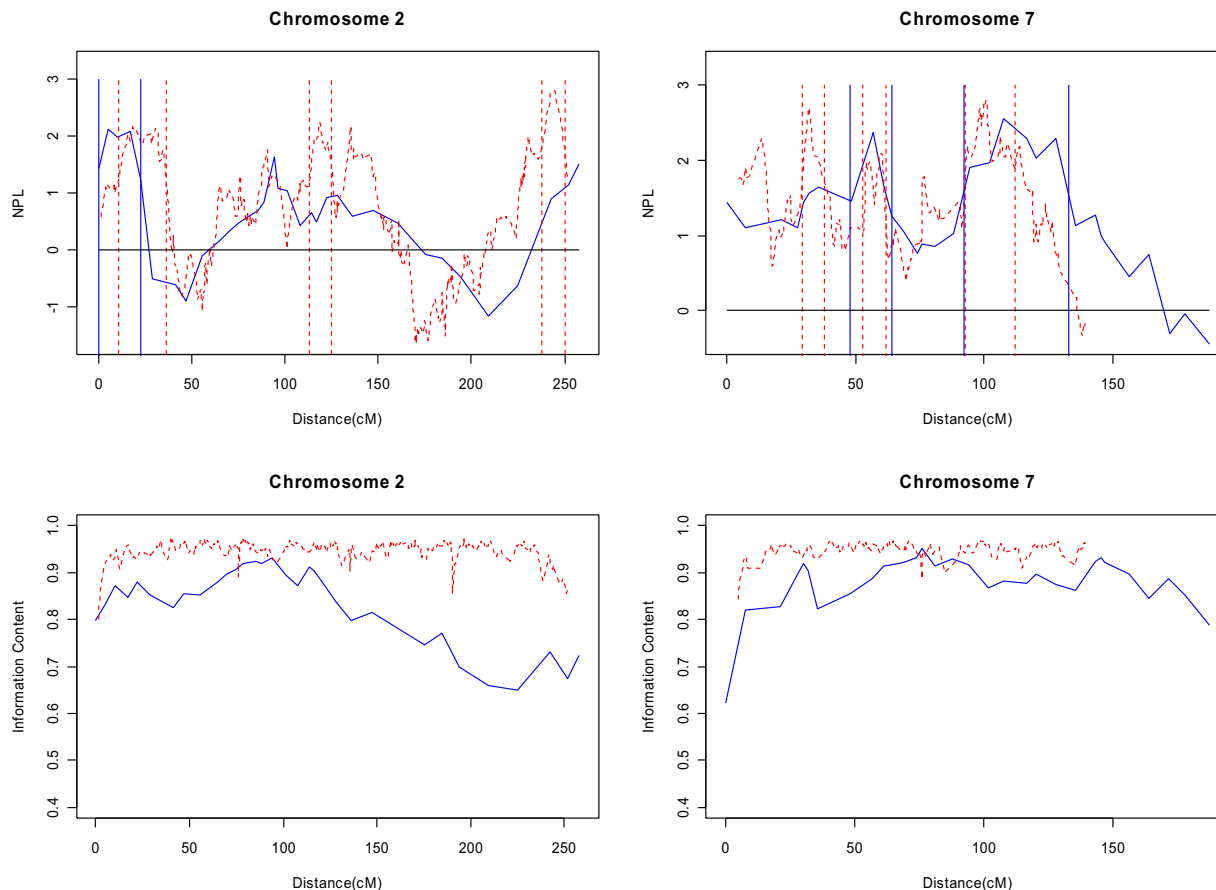 Chromosome 2
NPL
3
2
1
0
-1
0 50 100 150 200 250
Distance(cM)
Chromosome 7
NPL
3
2
1
0
0 50 100 150
Distance(cM)
Chromosome 2
Information Content
1.0
0.9
0.8
0.7
0.6
0.5
0.4
0 50 100 150 200 250
Distance(cM)
Chromosome 7
Information Content
1.0
0.9
0.8
0.7
0.6
0.5
0.4
0 50 100 150
Distance(cM)